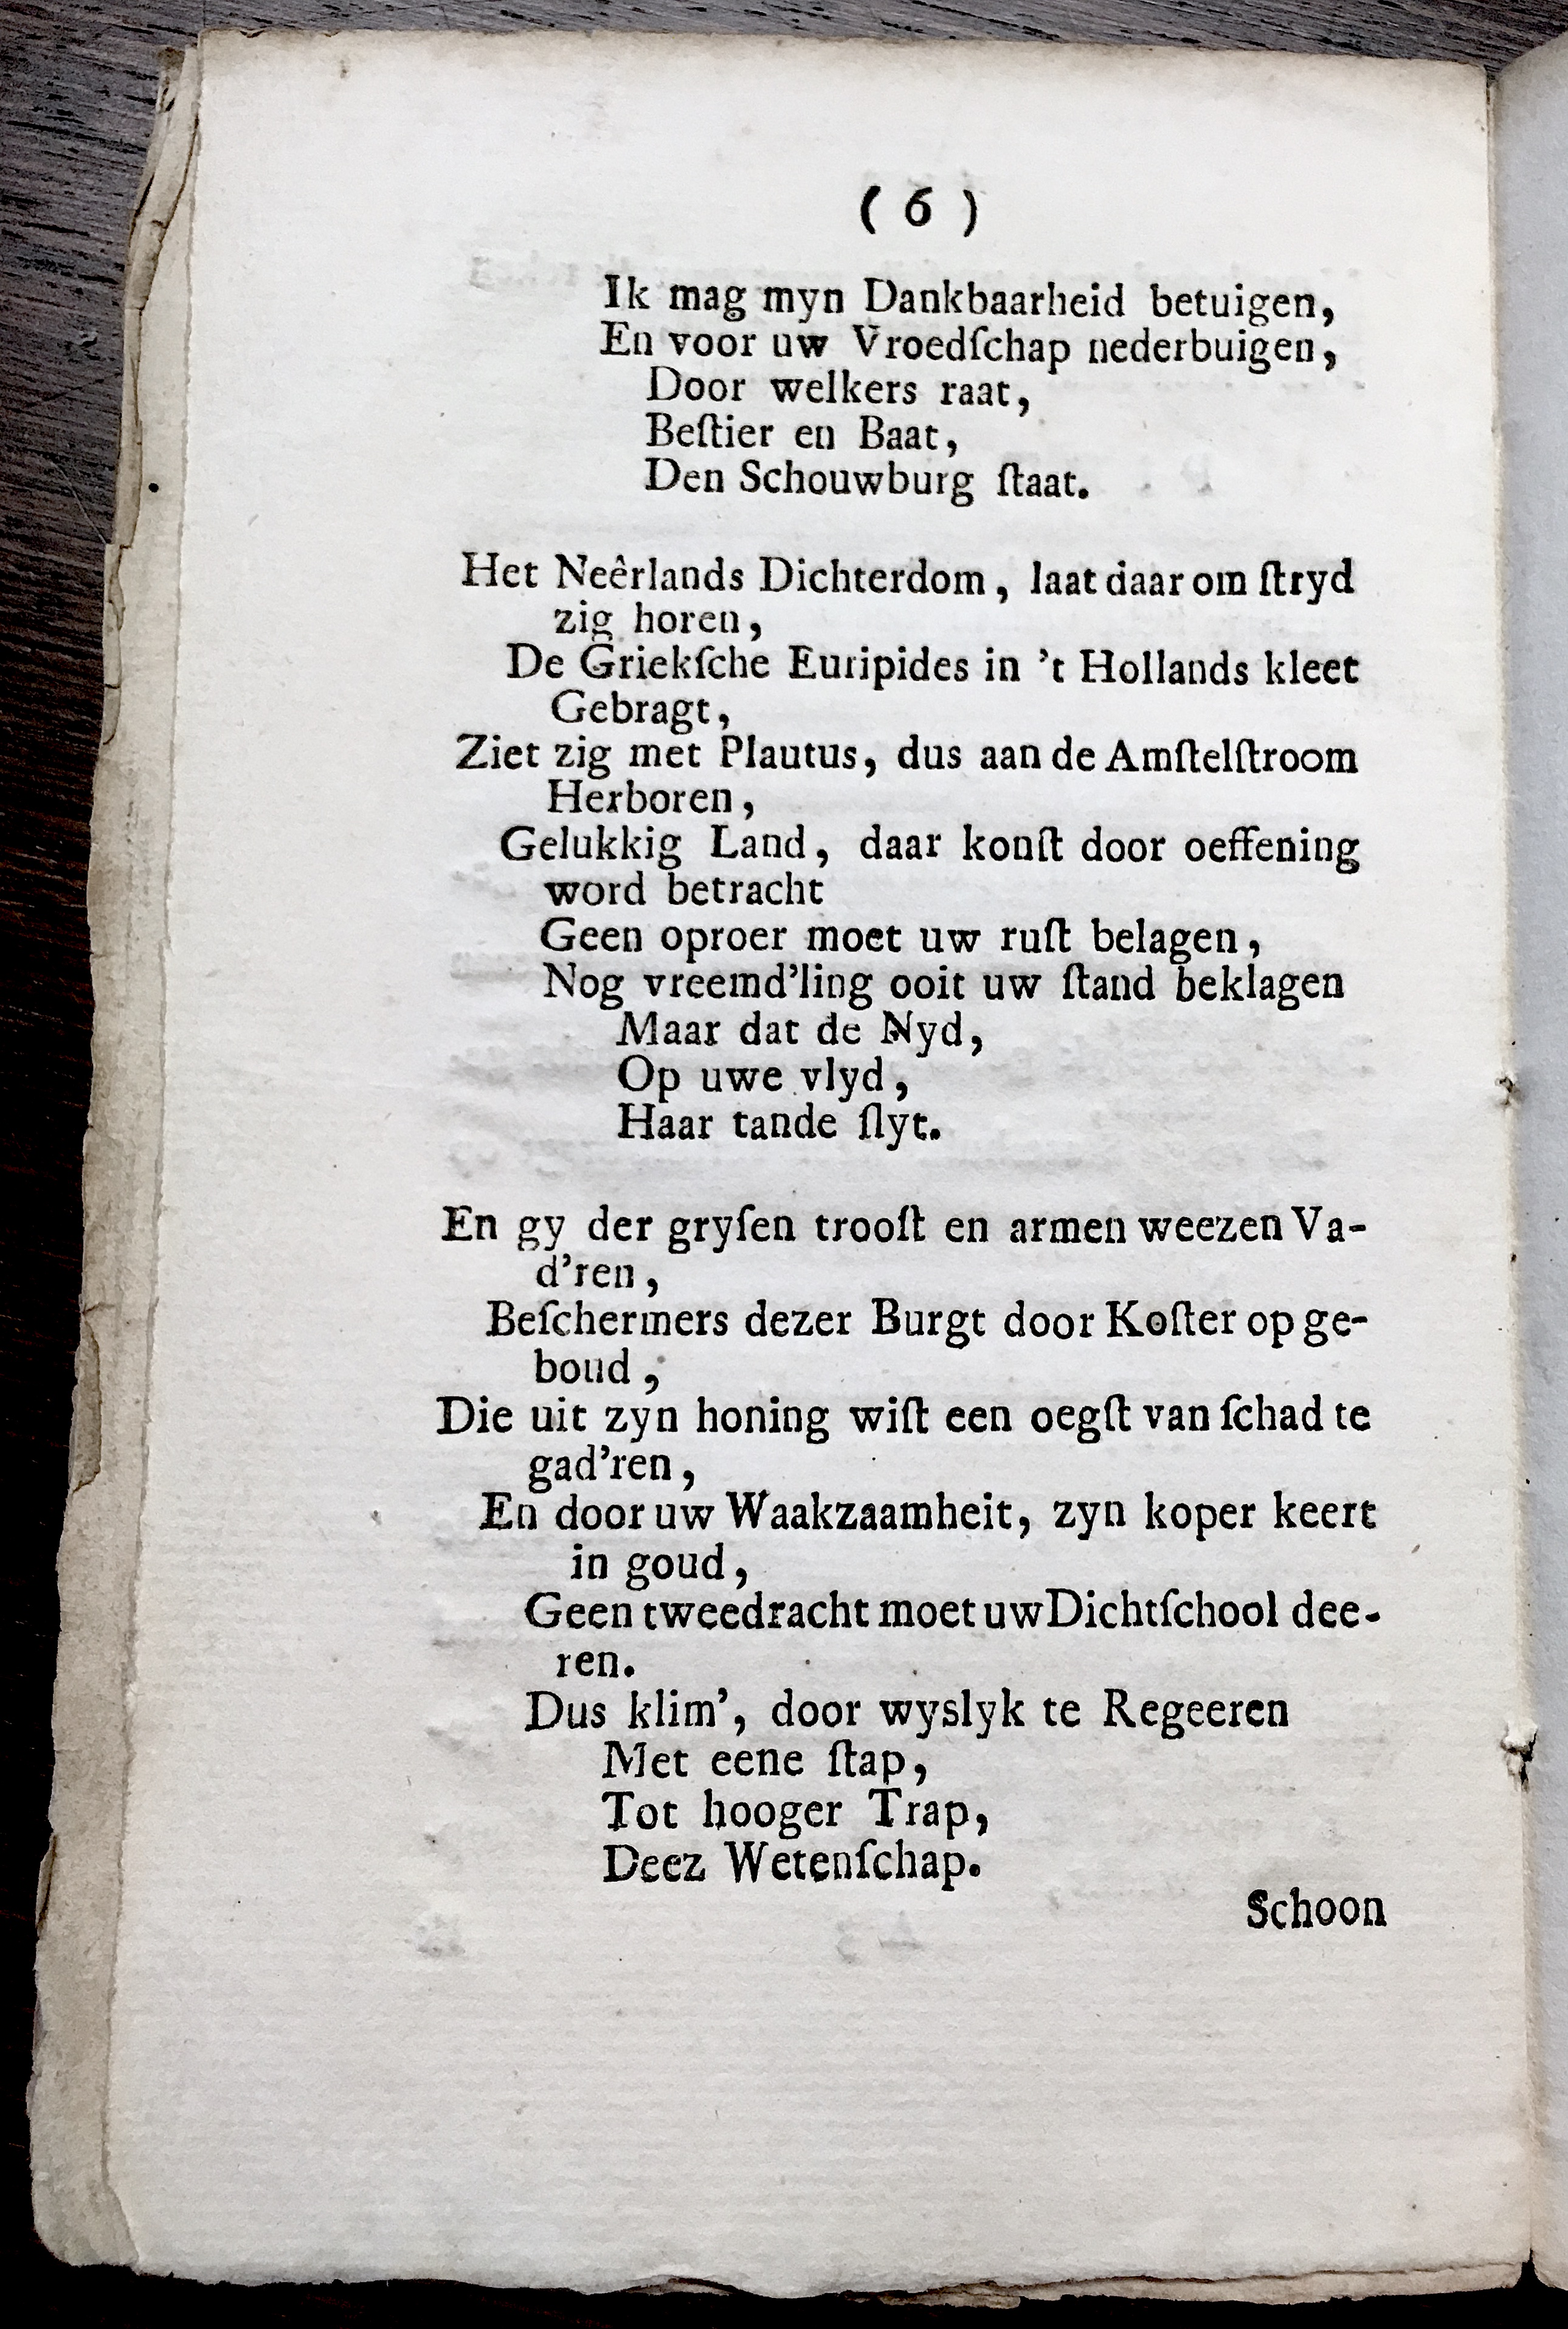 ( 6 )
Ik mag myn Dankbaarheid betuigen,
En voor uw Vroedſchap nederbuigen,
Door welkers raat,
Beſtier en Baat,
Den Schouwburg ſtaat.
Het Neêrlands Dichterdom, laat daar om ſtryd
zig horen,
De Griekſche Euripides in 't Hollands kleet
Gebragt,
Ziet zig met Plautus, dus aan de Amſtelſtroom
Herboren,
Gelukkig Land, daar konſt door oeffening
word betracht
Geen oproer moet uw ruſt belagen,
Nog vreemd'ling ooit uw ſtand beklagen
Maar dat de Nyd,
Op uwe vlyd,
Haar tande ſlyt.
En gy der gryſen trooſt en armen weezen Va-
d'ren,
Beſchermers dezer Burgt door Koſter op ge-
boud,
Die uit zyn honing wiſt een oegſt van ſchad te
gad'ren,
En door uw Waakzaamheit, zyn koper keert
in goud,
Geen tweedracht moet uw Dichtſchool dee-
ren.
Dus klim', door wyslyk te Regeeren
Met eene ſtap,
Tot hooger Trap,
Deez Wetenſchap.
Schoon